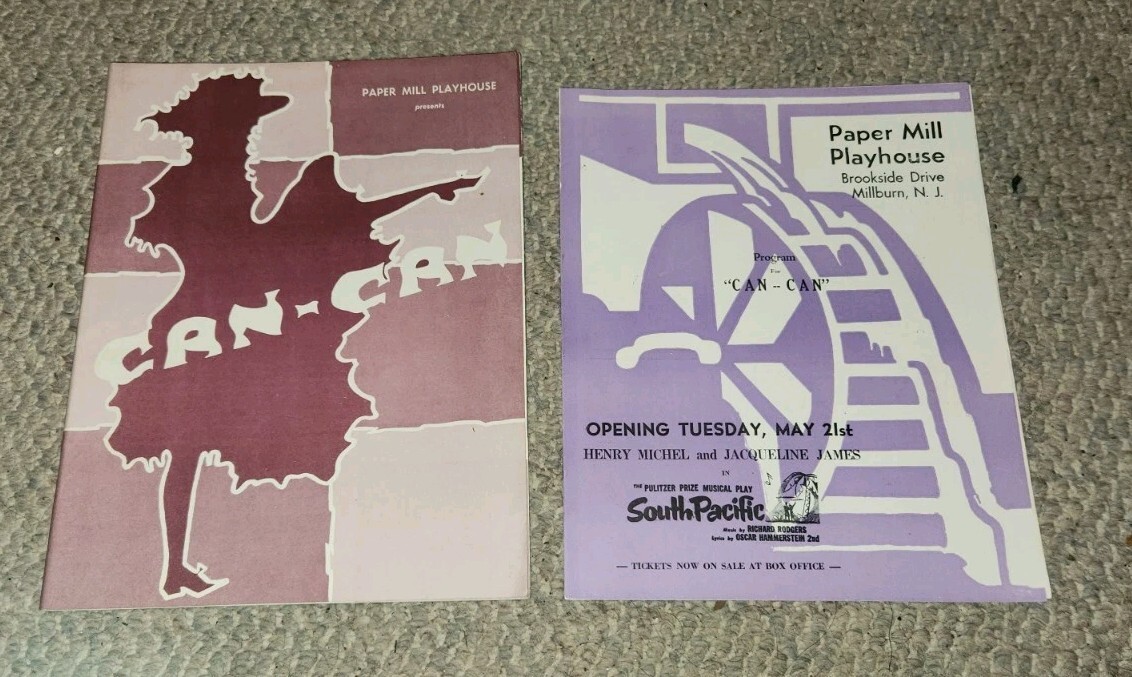 PAPER MILL PLAYHOUSE
presents
CAN-CAN
Paper Mill
Playhouse
Brookside Drive
Millburn, N. J.
Program
For
"CAN -- CAN"
OPENING TUESDAY, MAY 21st
HENRY MICHEL and JACQUELINE JAMES
IN
THE PULITZER PRIZE MUSICAL PLAY
South Pacific
Music by RICHARD RODGERS
Lyrics by OSCAR HAMMERSTEIN 2nd
— TICKETS NOW ON SALE AT BOX OFFICE —